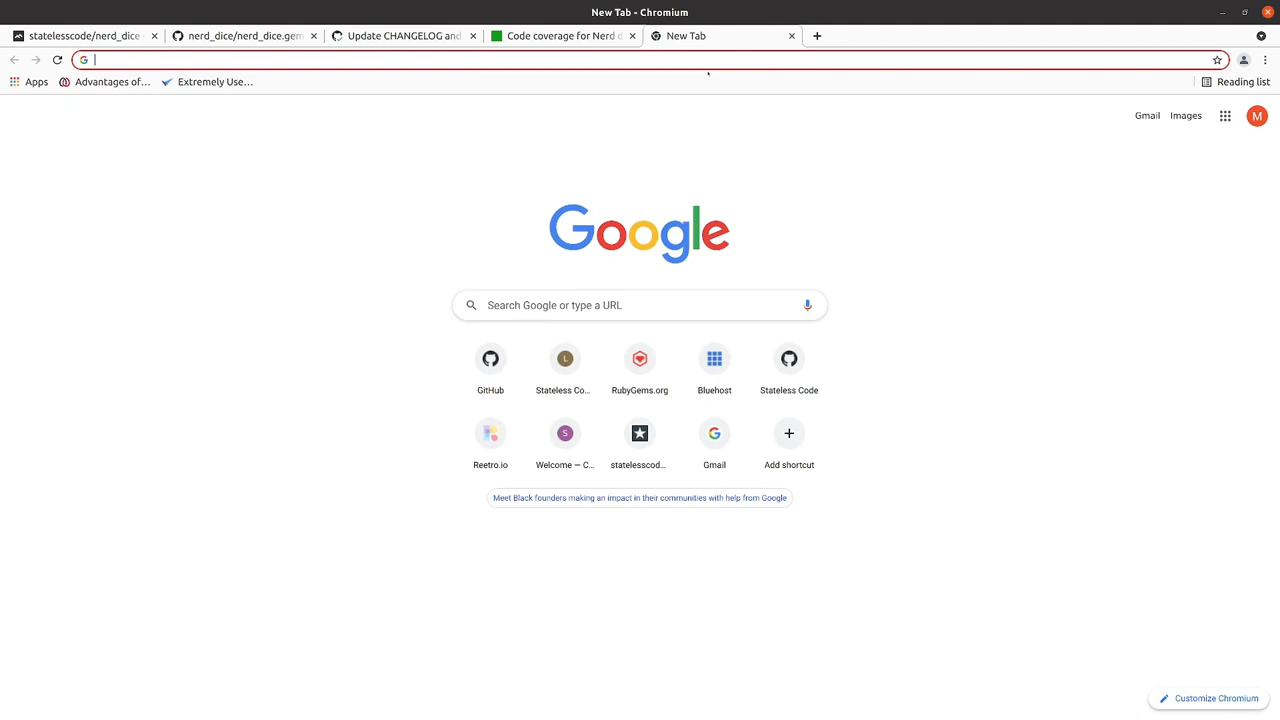 New Tab - Chromium
statelesscode/nerd_dice
nerd_dice/nerd_dice.gem
Update CHANGELOG and
Code coverage for Nerd d
New Tab
Apps
Advantages of…
Extremely Use…
Reading list
Gmail
Images
M
Google
Search Google or type a URL
L
GitHub
Stateless Co...
RubyGems.org
Bluehost
Stateless Code
S
Reetro.io
Welcome — C...
statelesscod...
Gmail
Add shortcut
Meet Black founders making an impact in their communities with help from Google
Customize Chromium